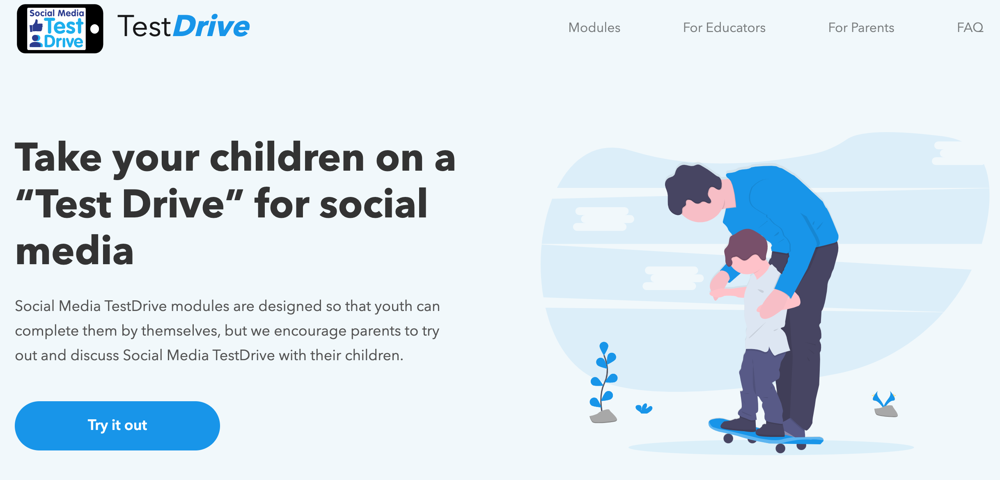 Social Media
Test
Drive
TestDrive
Modules
For Educators
For Parents
FAQ
Take your children on a
“Test Drive” for social
media
Social Media TestDrive modules are designed so that youth can
complete them by themselves, but we encourage parents to try
out and discuss Social Media TestDrive with their children.
Try it out